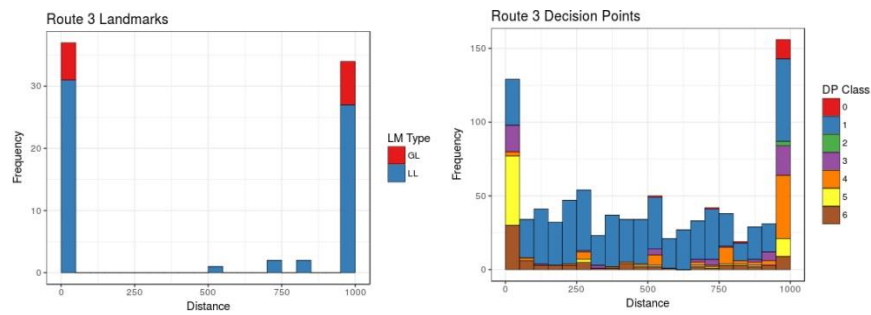 Route 3 Landmarks
Frequency
30
20
10
0
0 250 500 750 1000
Distance
LM Type
GL
LL
Route 3 Decision Points
Frequency
150
100
50
0
0 250 500 750 1000
Distance
DP Class
0
1
2
3
4
5
6